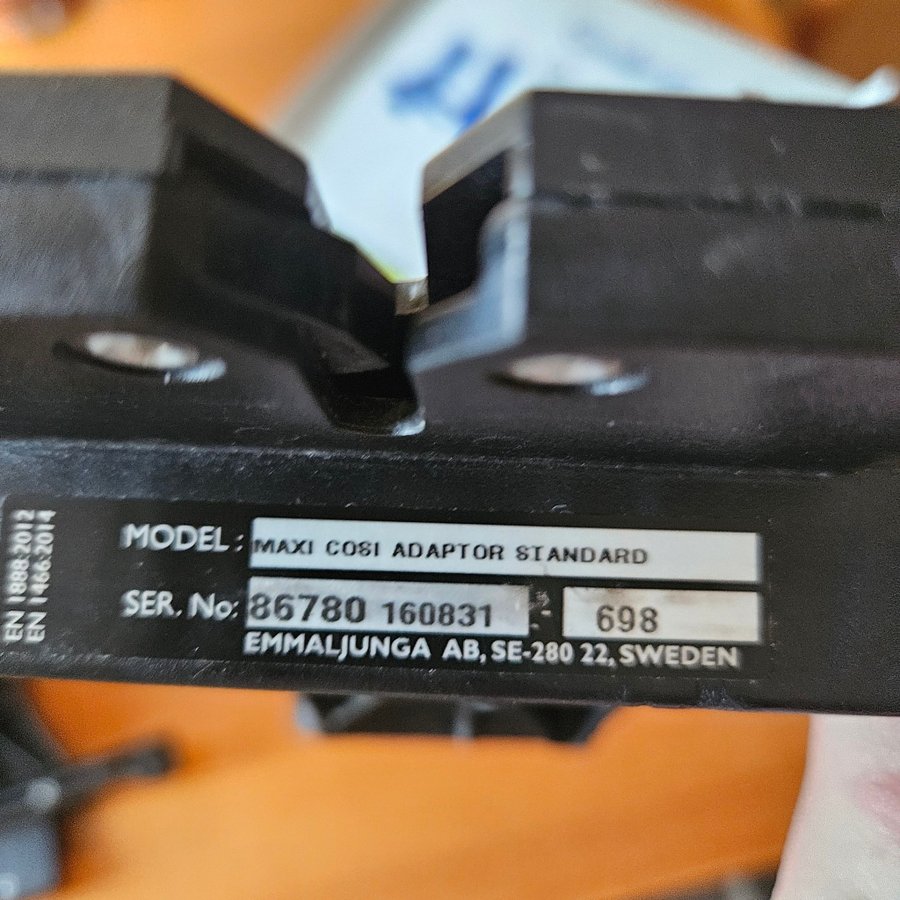 EN 1888:2012
EN 1466:2014
MODEL: MAXI COSI ADAPTOR STANDARD
SER. No: 86780 160831 - 698
EMMALJUNGA AB, SE-280 22, SWEDEN